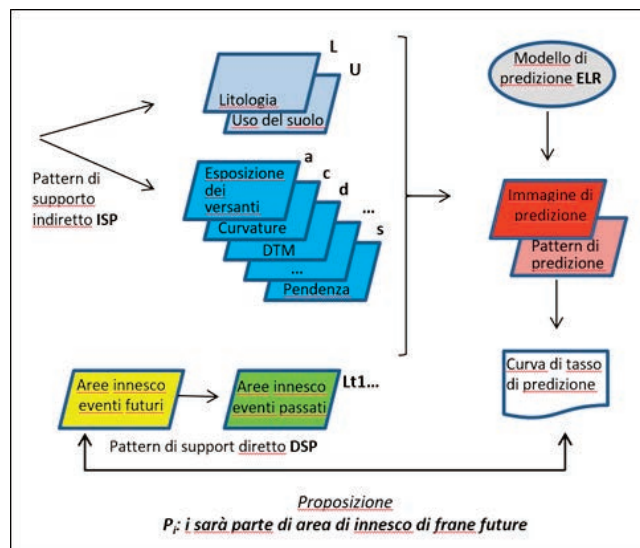 L
U
Litologia
Uso del suolo
Pattern di
supporto
indiretto ISP
a
c
d
...
s
Esposizione
dei
versanti
Curvature
DTM
...
Pendenza
Modello di
predizione ELR
Immagine di
predizione
Pattern di
predizione
Curva di tasso
di predizione
Aree innesco
eventi futuri
Aree innesco
eventi passati
Lt1...
Pattern di support diretto DSP
Proposizione
Pi: i sarà parte di area di innesco di frane future